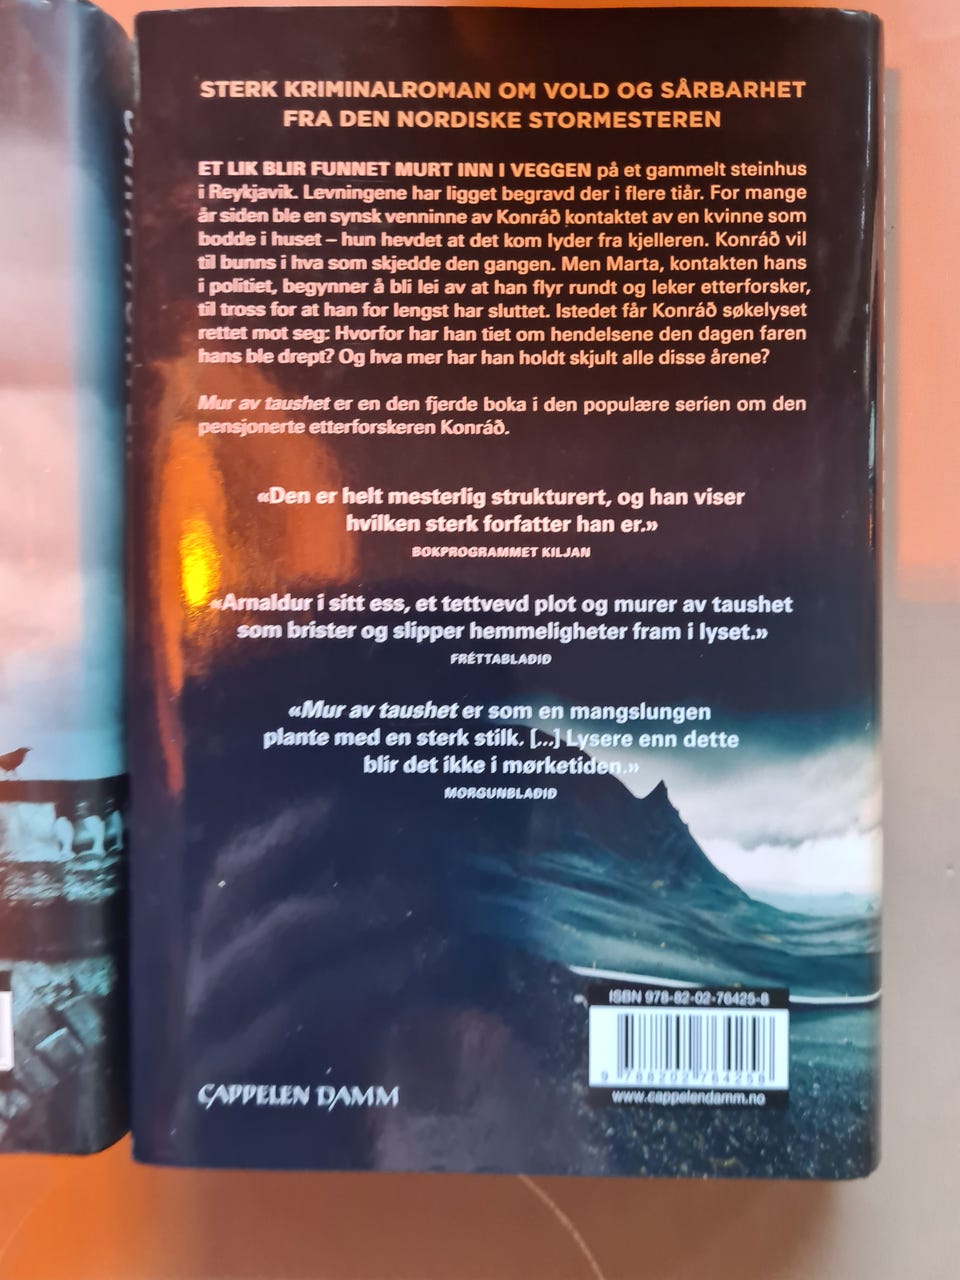 STERK KRIMINALROMAN OM VOLD OG SÅRBARHET
FRA DEN NORDISKE STORMESTEREN
ET LIK BLIR FUNNET MURT INN I VEGGEN på et gammelt steinhus
i Reykjavik. Levningene har ligget begravd der i flere tiår. For mange
år siden ble en synsk venninne av Konráð kontaktet av en kvinne som
bodde i huset – hun hevdet at det kom lyder fra kjelleren. Konráð vil
til bunns i hva som skjedde den gangen. Men Marta, kontakten hans
i politiet, begynner å bli lei av at han flyr rundt og leker etterforsker,
til tross for at han for lengst har sluttet. Istedet får Konráð søkelyset
rettet mot seg: Hvorfor har han tiet om hendelsene den dagen faren
hans ble drept? Og hva mer har han holdt skjult alle disse årene?
Mur av taushet er en den fjerde boka i den populære serien om den
pensjonerte etterforskeren Konráð.
«Den er helt mesterlig strukturert, og han viser
hvilken sterk forfatter han er.»
BOKPROGRAMMET KILJAN
«Arnaldur i sitt ess, et tettvevd plot og murer av taushet
som brister og slipper hemmeligheter fram i lyset.»
FRÉTTABLADID
«Mur av taushet er som en mangslungen
plante med en sterk stilk. [...] Lysere enn dette
blir det ikke i mørketiden.»
MORGUNBLADID
ISBN 978-82-02-76425-8
9 788202 764258
www.cappelendamm.no
CAPPELEN DAMM